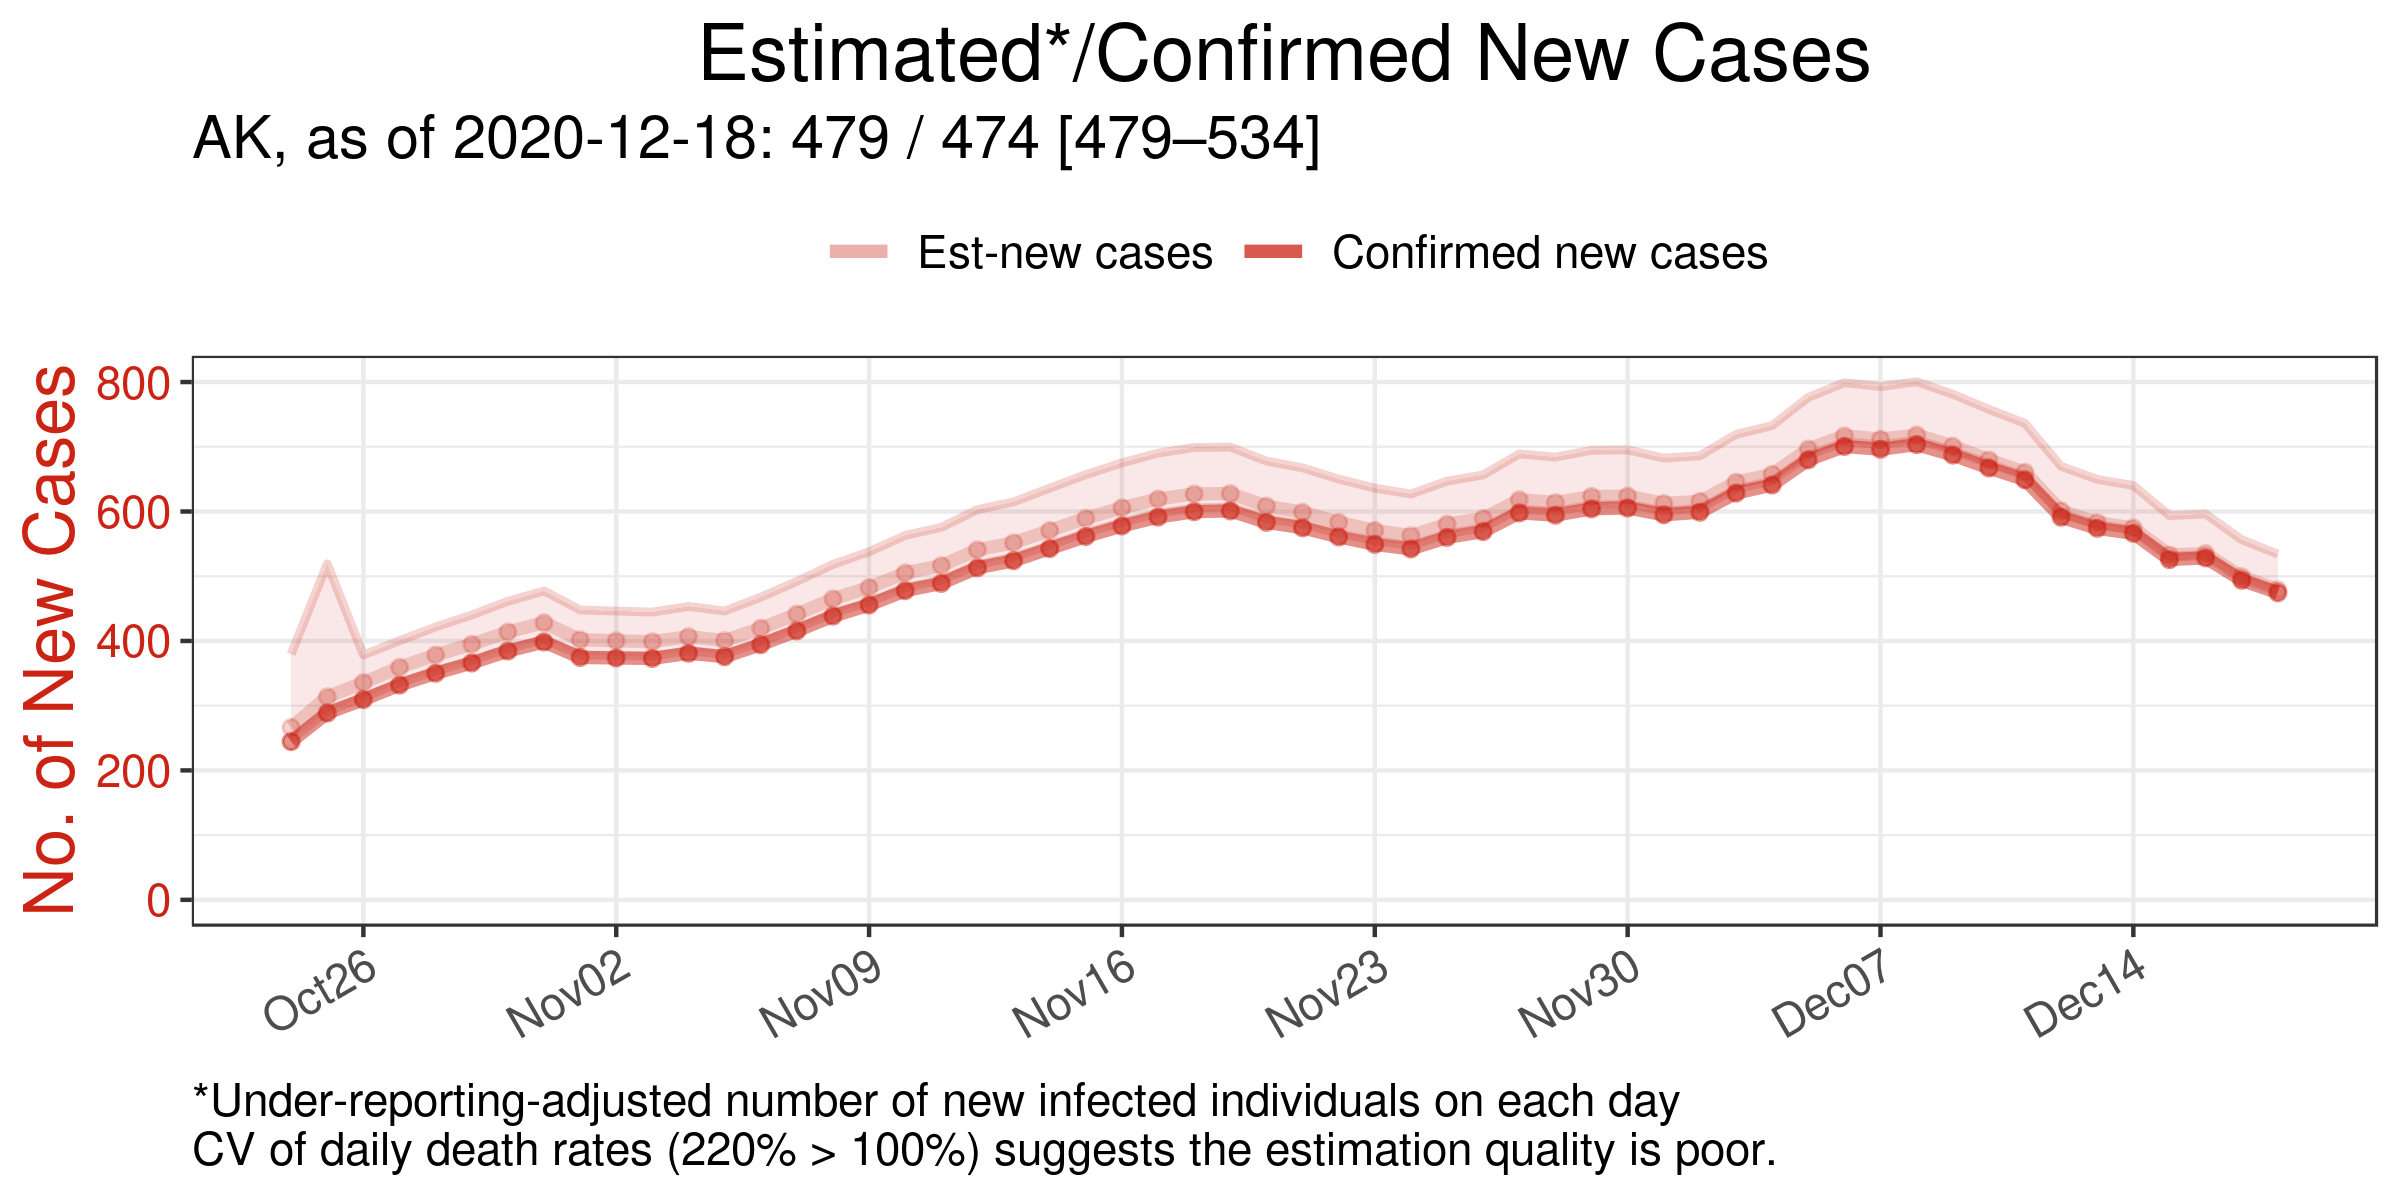 Estimated*/Confirmed New Cases
AK, as of 2020-12-18: 479 / 474 [479–534]
Est-new cases
Confirmed new cases
No. of New Cases
800
600
400
200
0
Oct26
Nov02
Nov09
Nov16
Nov23
Nov30
Dec07
Dec14
*Under-reporting-adjusted number of new infected individuals on each day
CV of daily death rates (220% > 100%) suggests the estimation quality is poor.